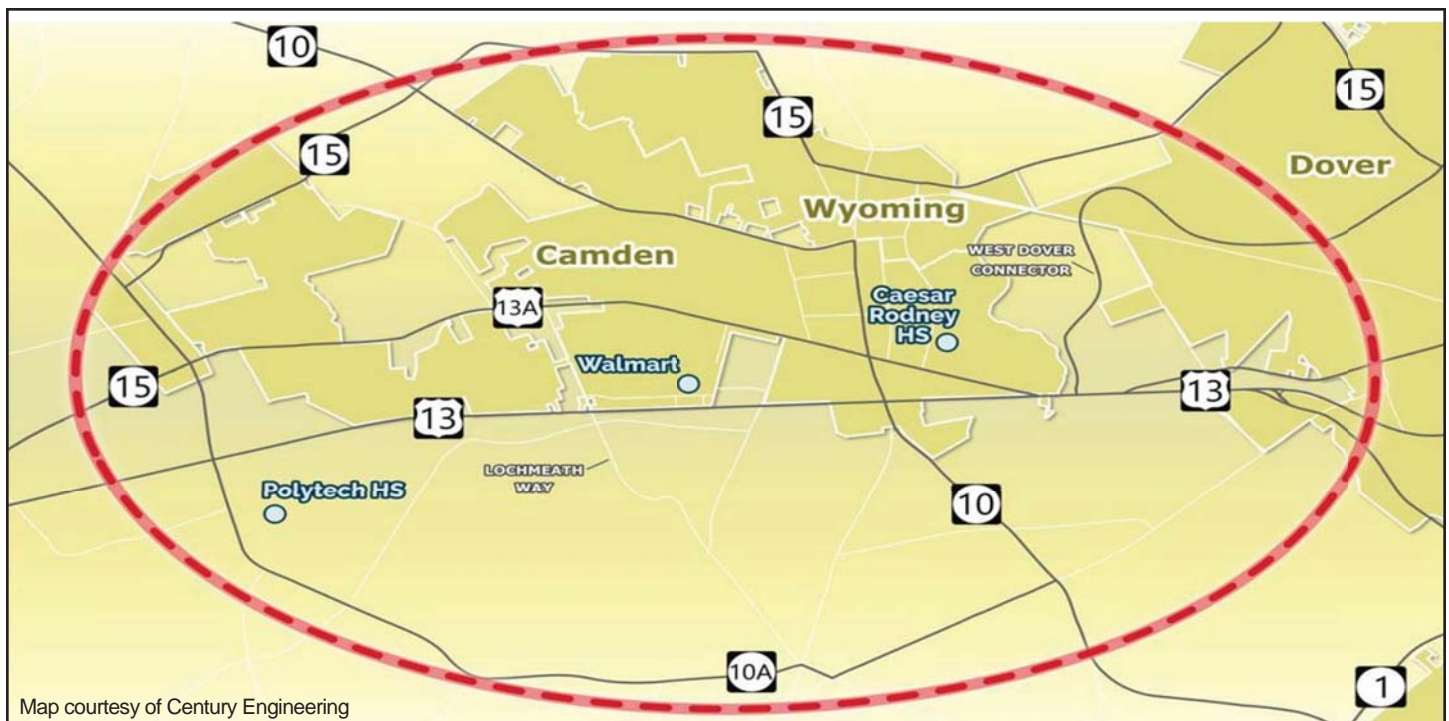 10
15
15
15
Dover
Wyoming
Camden
WEST DOVER
CONNECTOR
13A
Caesar
Rodney
HS
Walmart
15
13
13
LOCHMEATH
WAY
Polytech HS
10
10A
1
Map courtesy of Century Engineering